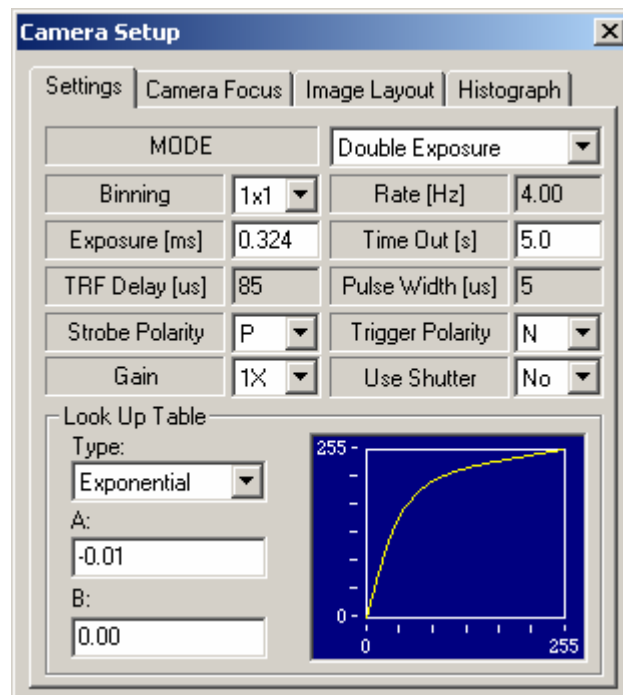 Camera Setup
Settings Camera Focus Image Layout Histograph
MODE Double Exposure
Binning 1x1 Rate [Hz] 4.00
Exposure [ms] 0.324 Time Out [s] 5.0
TRF Delay [us] 85 Pulse Width [us] 5
Strobe Polarity P Trigger Polarity N
Gain 1X Use Shutter No
Look Up Table
Type:
Exponential
A:
-0.01
B:
0.00
255
0
0 255